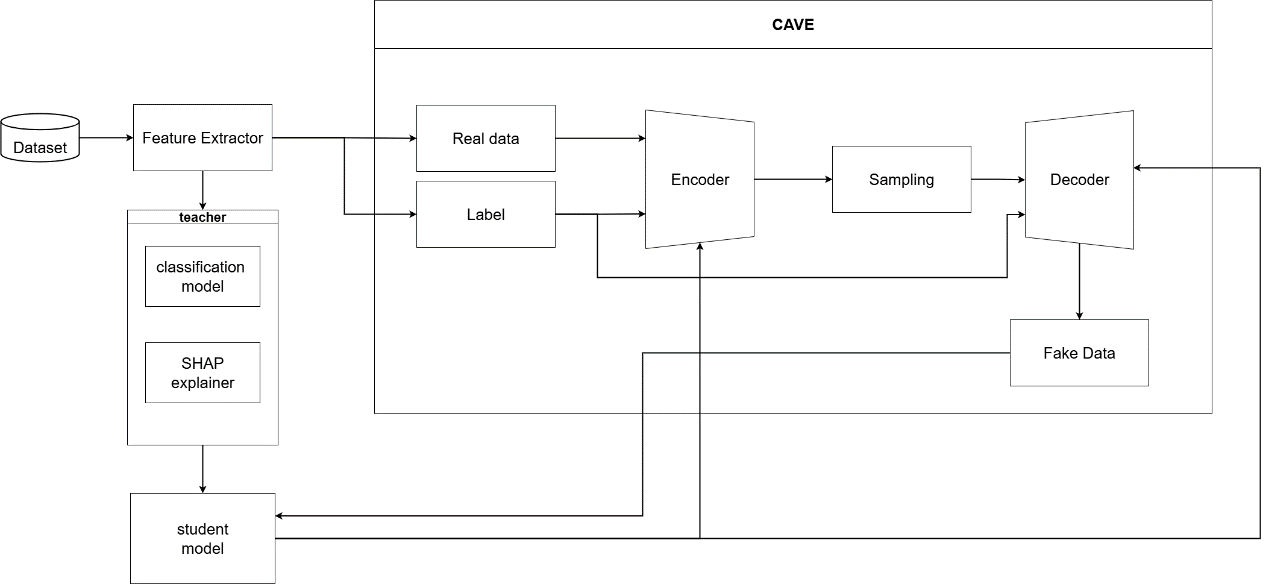 CAVE
Dataset
Feature Extractor
Real data
Label
Encoder
Sampling
Decoder
Fake Data
teacher
classification
model
SHAP
explainer
student
model